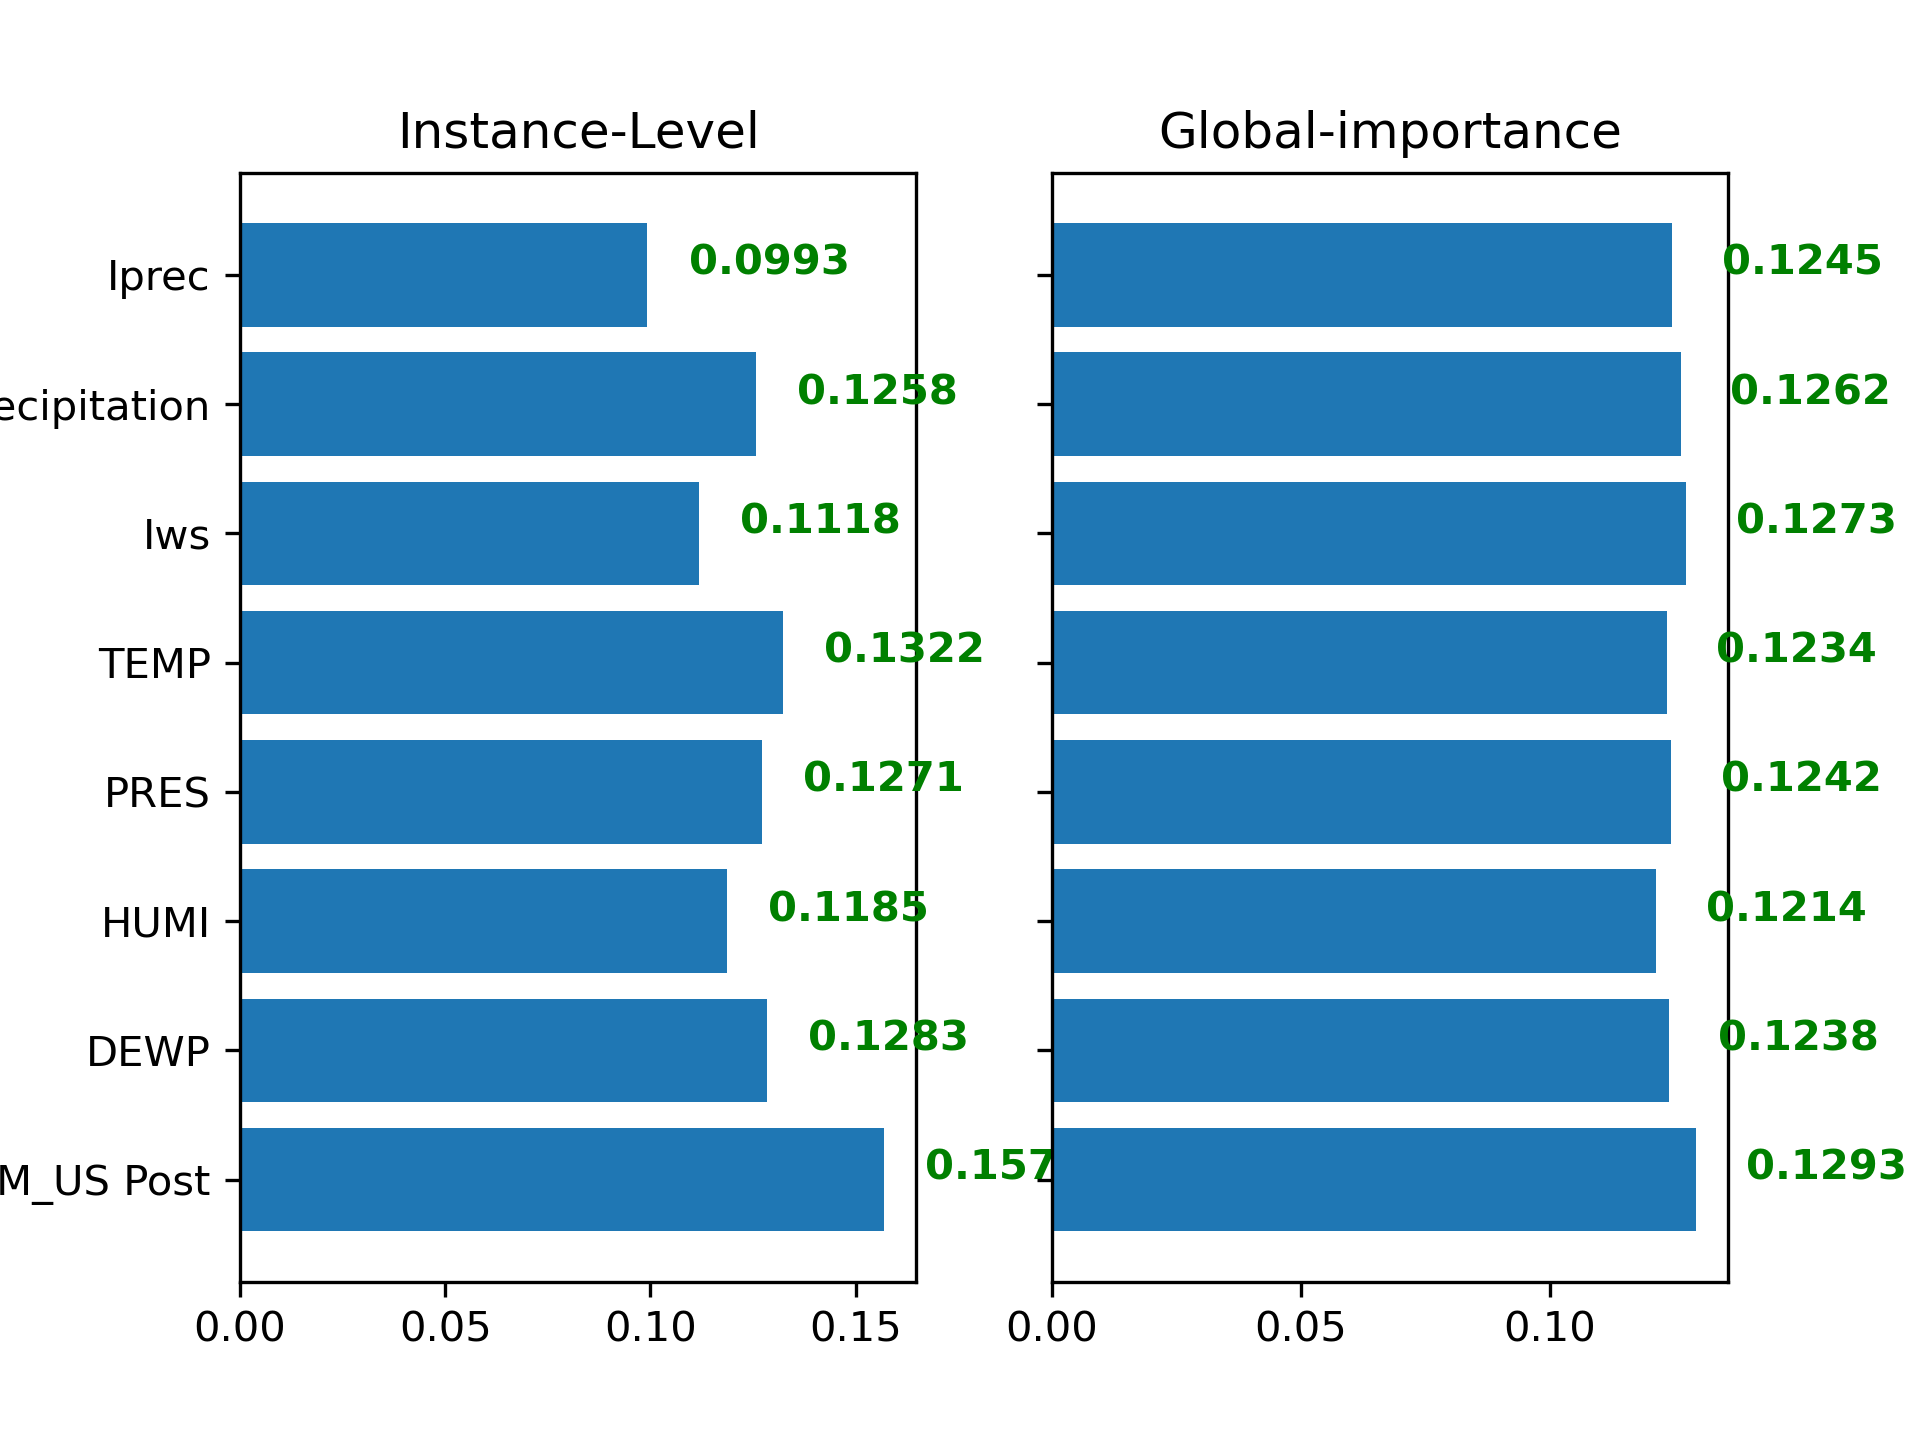 Instance-Level
Iprec
0.0993
ecipitation
0.1258
Iws
0.1118
TEMP
0.1322
PRES
0.1271
HUMI
0.1185
DEWP
0.1283
M_US Post
0.157
0.00 0.05 0.10 0.15
Global-importance
0.1245
0.1262
0.1273
0.1234
0.1242
0.1214
0.1238
0.1293
0.00 0.05 0.10